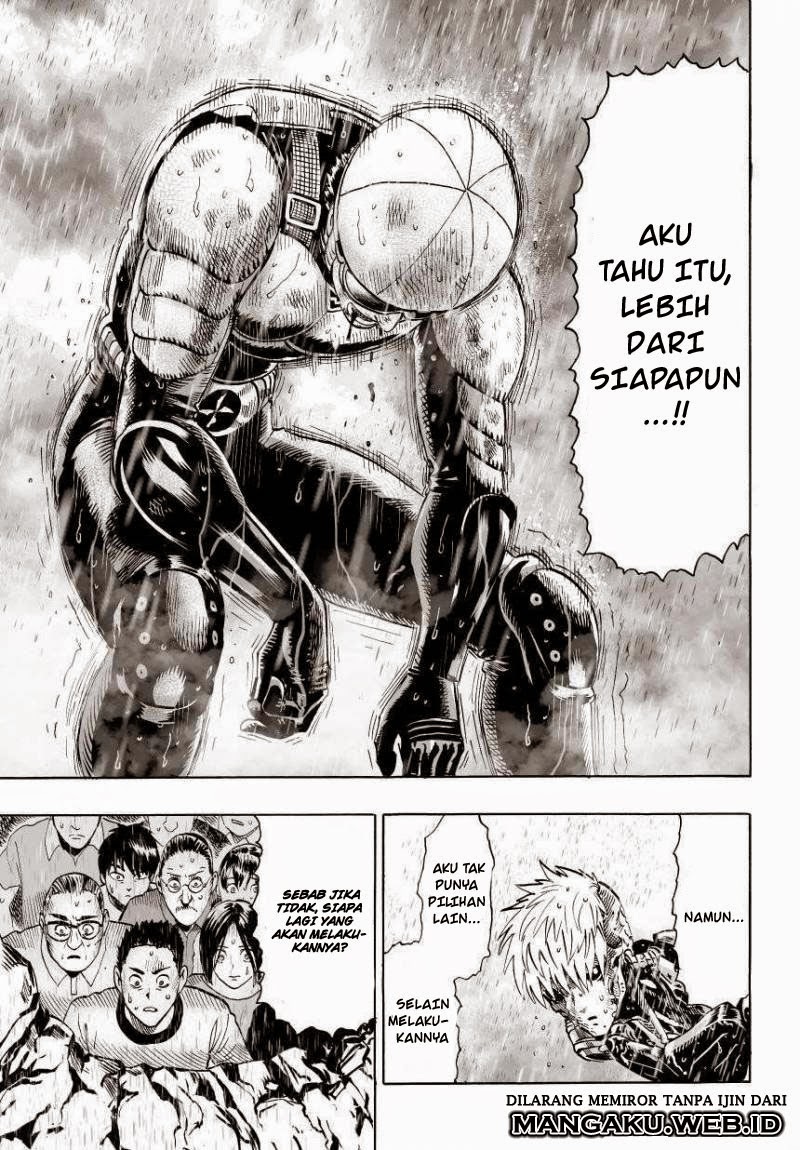 AKU
TAHU ITU,
LEBIH
DARI
SIAPAPUN
...!!
NAMUN...
AKU TAK
PUNYA
PILIHAN
LAIN...
SELAIN
MELAKU-
KANNYA
SEBAB JIKA
TIDAK, SIAPA
LAGI YANG
AKAN MELAKU-
KANNYA?
DILARANG MEMIROR TANPA IJIN DARI
MANGAKU.WEB.ID